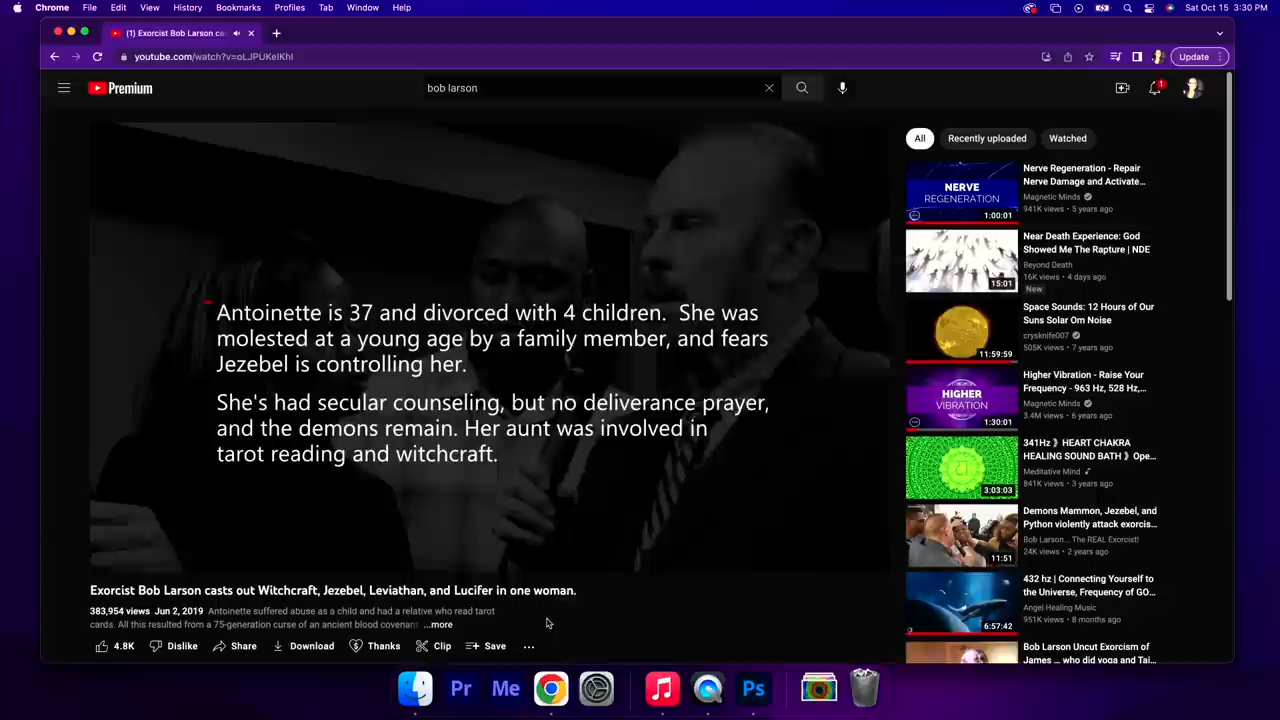 Chrome File Edit View History Bookmarks Profiles Tab Window Help Sat Oct 15 3:30 PM
(1) Exorcist Bob Larson ca
youtube.com/watch?v=oLJPUKeIKhI Update
Premium bob larson 1
All Recently uploaded Watched
Antoinette is 37 and divorced with 4 children. She was
molested at a young age by a family member, and fears
Jezebel is controlling her.
She's had secular counseling, but no deliverance prayer,
and the demons remain. Her aunt was involved in
tarot reading and witchcraft.
Exorcist Bob Larson casts out Witchcraft, Jezebel, Leviathan, and Lucifer in one woman.
383,954 views Jun 2, 2019 Antoinette suffered abuse as a child and had a relative who read tarot
cards. All this resulted from a 75-generation curse of an ancient blood covenant ...more
4.8K Dislike Share Download Thanks Clip Save ...
NERVE
REGENERATION
1:00:01
Nerve Regeneration - Repair
Nerve Damage and Activate...
Magnetic Minds
941K views • 5 years ago
15:01
Near Death Experience: God
Showed Me The Rapture | NDE
Beyond Death
16K views • 4 days ago
New
11:59:59
Space Sounds: 12 Hours of Our
Suns Solar Om Noise
crysknife007
505K views • 7 years ago
HIGHER
VIBRATION
1:30:01
Higher Vibration - Raise Your
Frequency - 963 Hz, 528 Hz,...
Magnetic Minds
3.4M views • 6 years ago
3:03:03
341Hz 》HEART CHAKRA
HEALING SOUND BATH 》Ope...
Meditative Mind
841K views • 3 years ago
11:51
Demons Mammon, Jezebel, and
Python violently attack exorcis...
Bob Larson... The REAL Exorcist!
24K views • 2 years ago
6:57:42
432 hz | Connecting Yourself to
the Universe, Frequency of GO...
Angel Healing Music
951K views • 8 months ago
Bob Larson Uncut Exorcism of
James ... who did yoga and Tai...
Pr Me Ps